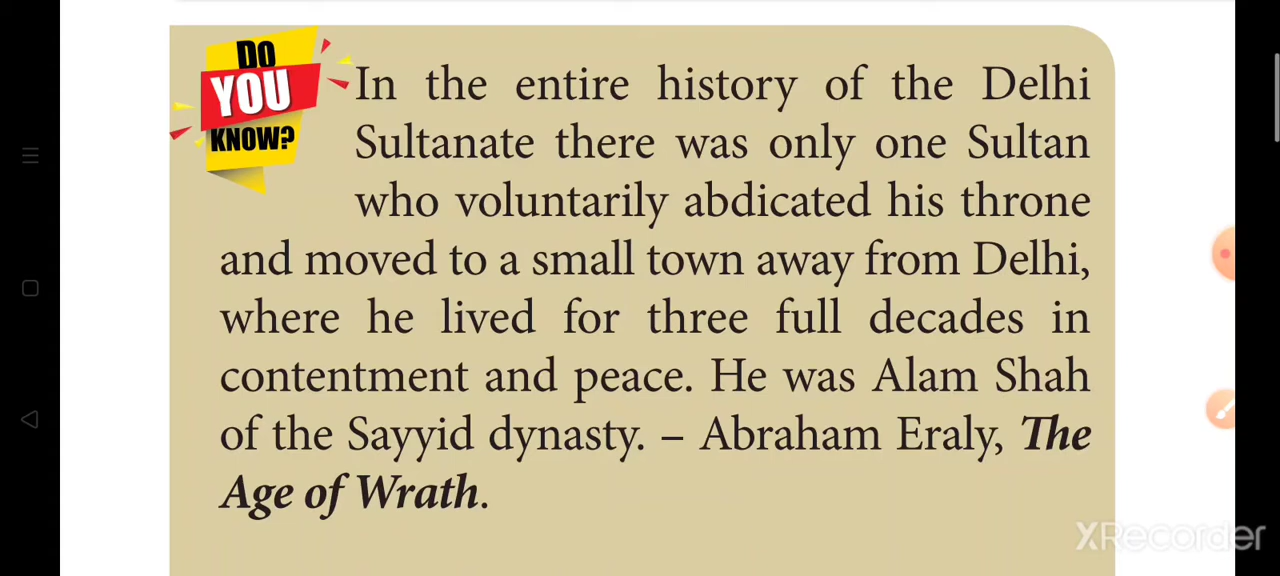 DO
YOU
KNOW?
In the entire history of the Delhi
Sultanate there was only one Sultan
who voluntarily abdicated his throne
and moved to a small town away from Delhi,
where he lived for three full decades in
contentment and peace. He was Alam Shah
of the Sayyid dynasty. – Abraham Eraly, The
Age of Wrath.
XRecorder